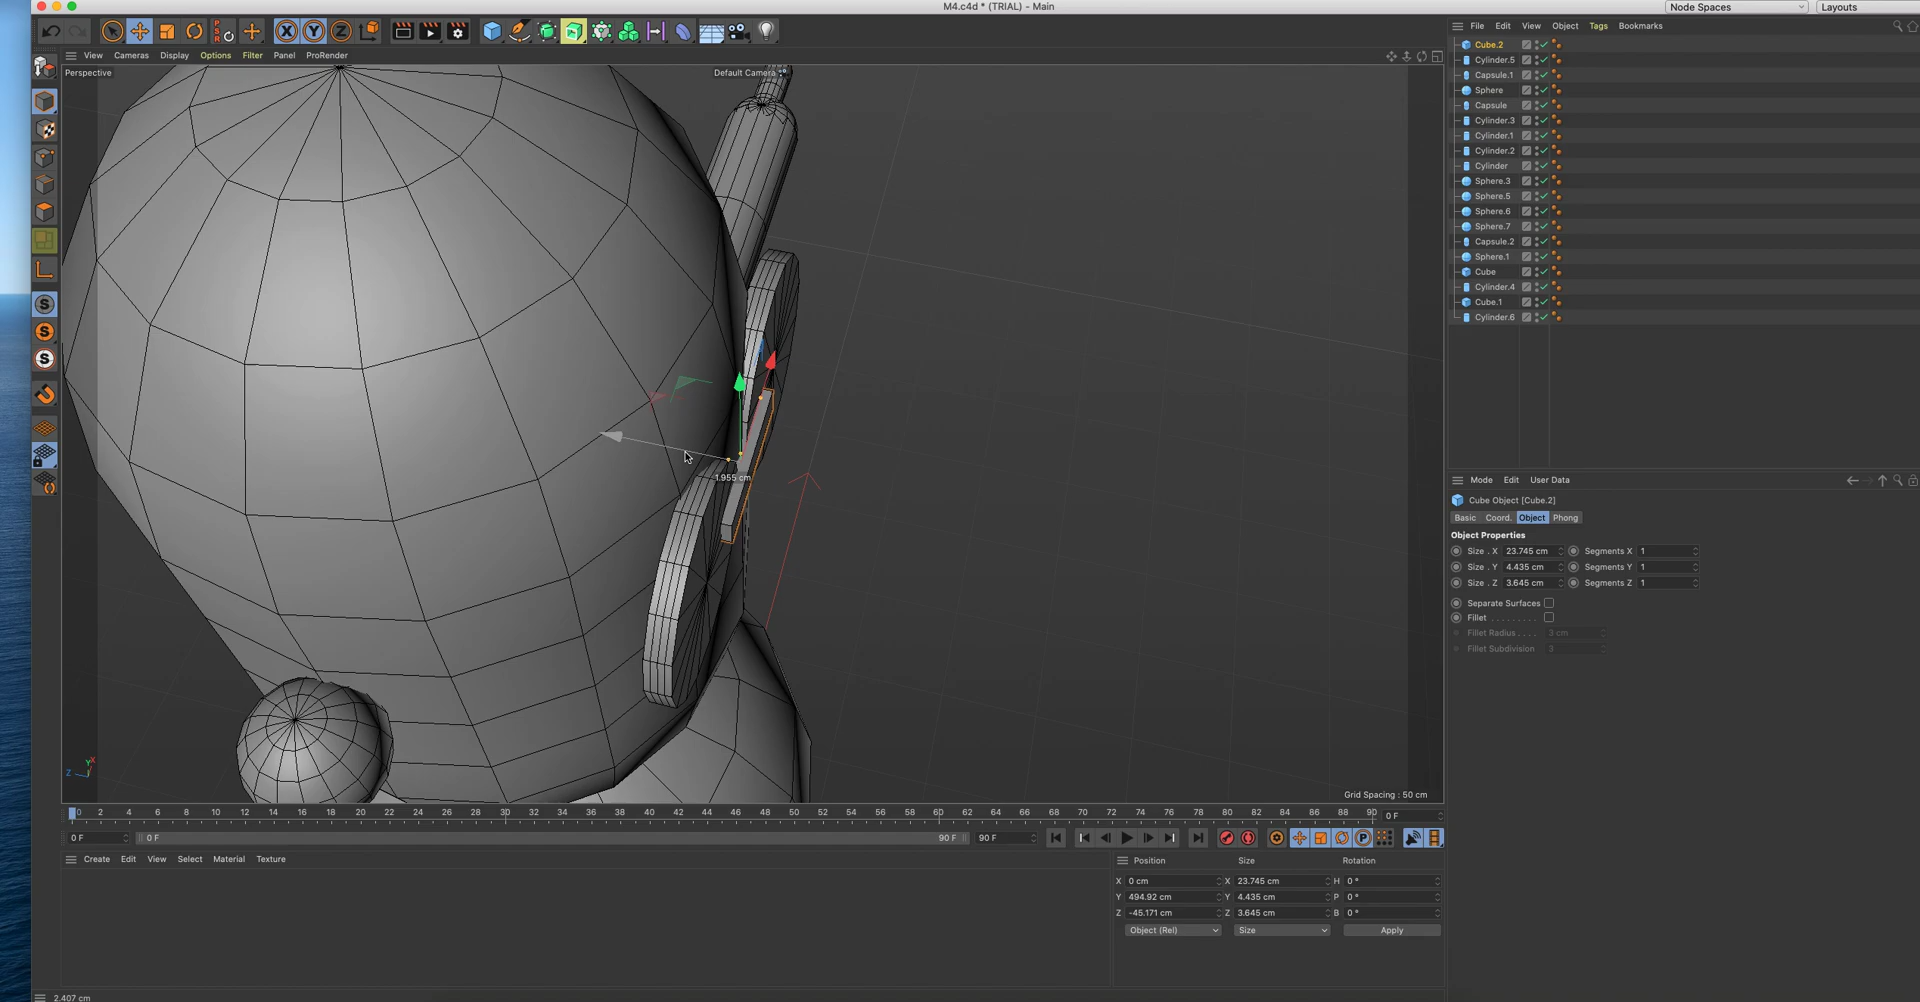 M4.c4d * (TRIAL) - Main
Node Spaces
Layouts
PSR
X Y Z
File Edit View Object Tags Bookmarks
View Cameras Display Options Filter Panel ProRender
Perspective
Default Camera
Cube.2
Cylinder.5
Capsule.1
Sphere
Capsule
Cylinder.3
Cylinder.1
Cylinder.2
Cylinder
Sphere.3
Sphere.5
Sphere.6
Sphere.7
Capsule.2
Sphere.1
Cube
Cylinder.4
Cube.1
Cylinder.6
S
S
S
1.955 cm
Mode Edit User Data
Cube Object [Cube.2]
Basic Coord. Object Phong
Object Properties
Size . X 23.745 cm Segments X 1
Size . Y 4.435 cm Segments Y 1
Size . Z 3.645 cm Segments Z 1
Separate Surfaces
Fillet . . . . . . . . .
Fillet Radius . . . . 3 cm
Fillet Subdivision 3
Y X
Z
Grid Spacing : 50 cm
0 2 4 6 8 10 12 14 16 18 20 22 24 26 28 30 32 34 36 38 40 42 44 46 48 50 52 54 56 58 60 62 64 66 68 70 72 74 76 78 80 82 84 86 88 90 0 F
0 F 0 F 90 F 90 F P
Create Edit View Select Material Texture
Position Size Rotation
X 0 cm X 23.745 cm H 0 °
Y 494.92 cm Y 4.435 cm P 0 °
Z -45.171 cm Z 3.645 cm B 0 °
Object (Rel) Size Apply
2.407 cm